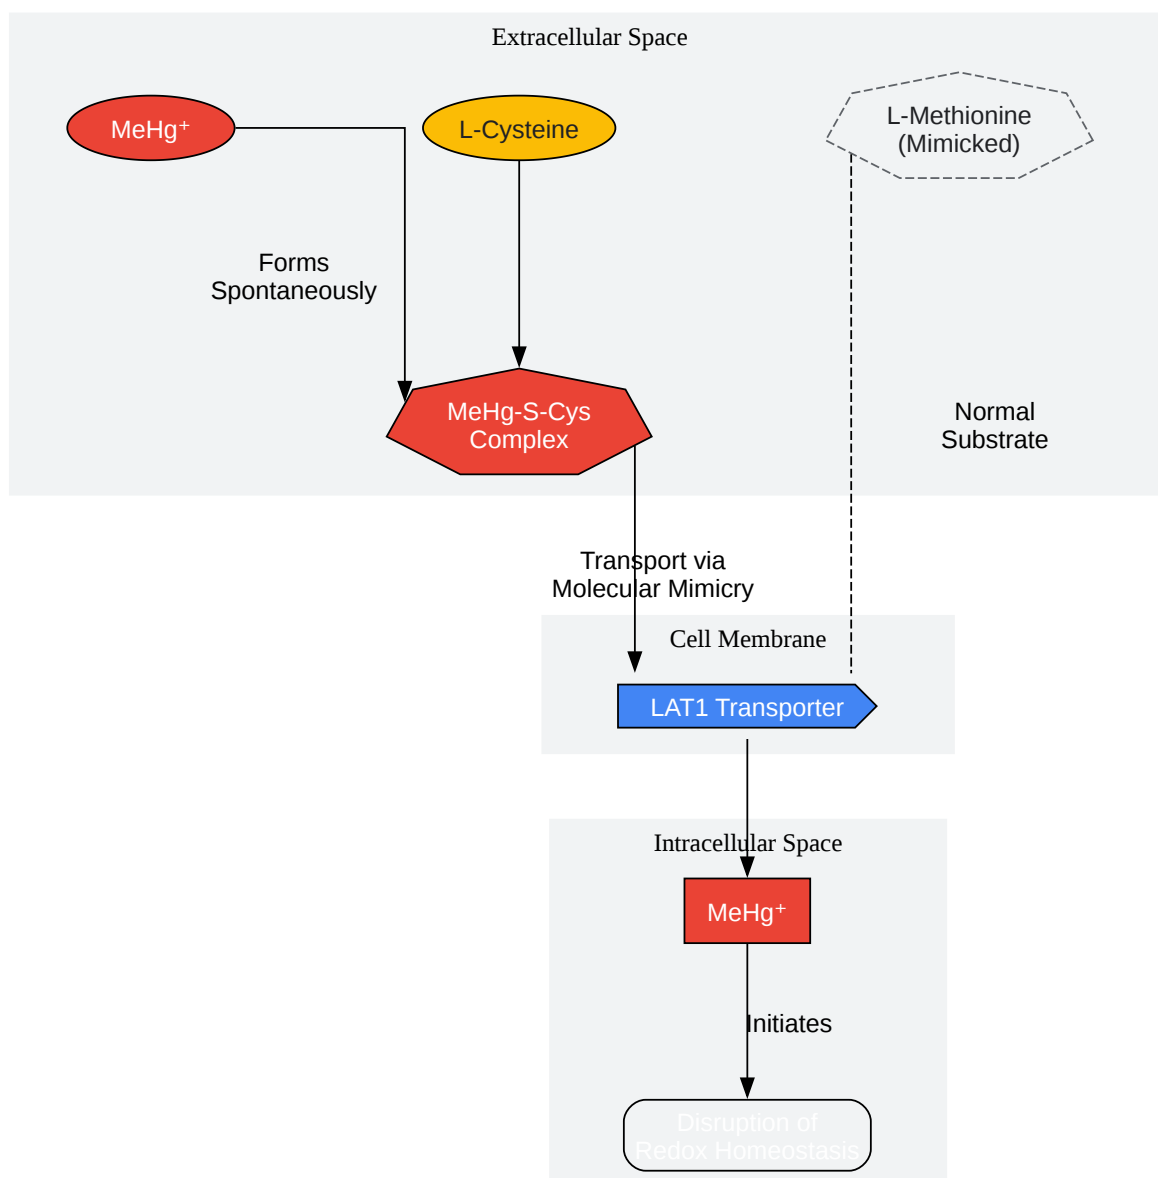 Extracellular Space
MeHg⁺
L-Cysteine
L-Methionine
(Mimicked)
Forms
Spontaneously
MeHg-S-Cys
Complex
Normal
Substrate
Transport via
Molecular Mimicry
Cell Membrane
LAT1 Transporter
Intracellular Space
MeHg⁺
Initiates
Disruption of
Redox Homeostasis